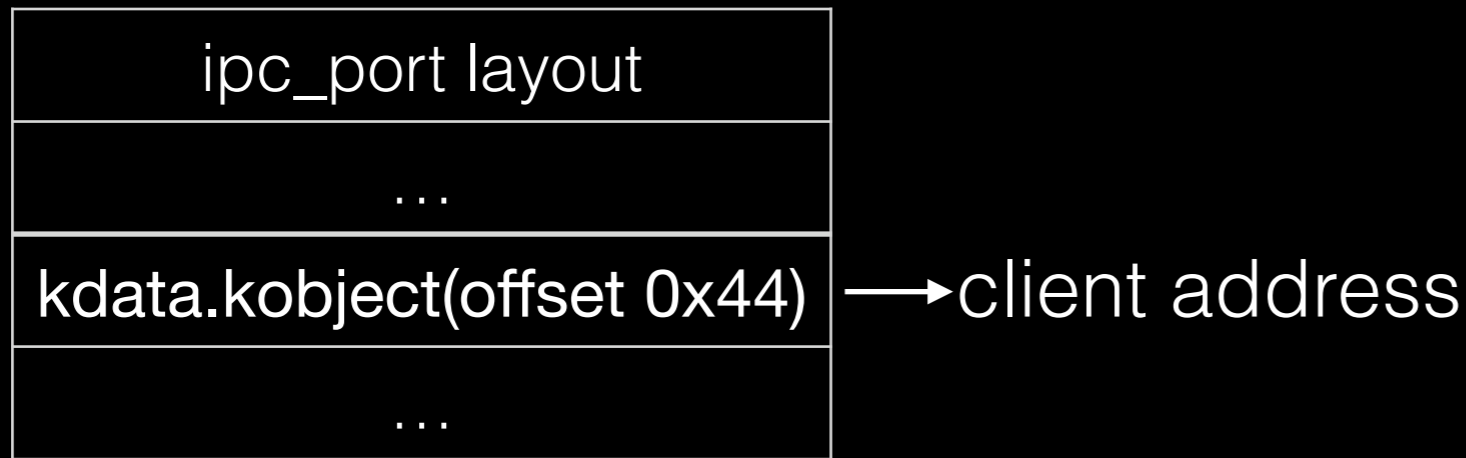 ipc_port layout
...
kdata.kobject(offset 0x44)
client address
...